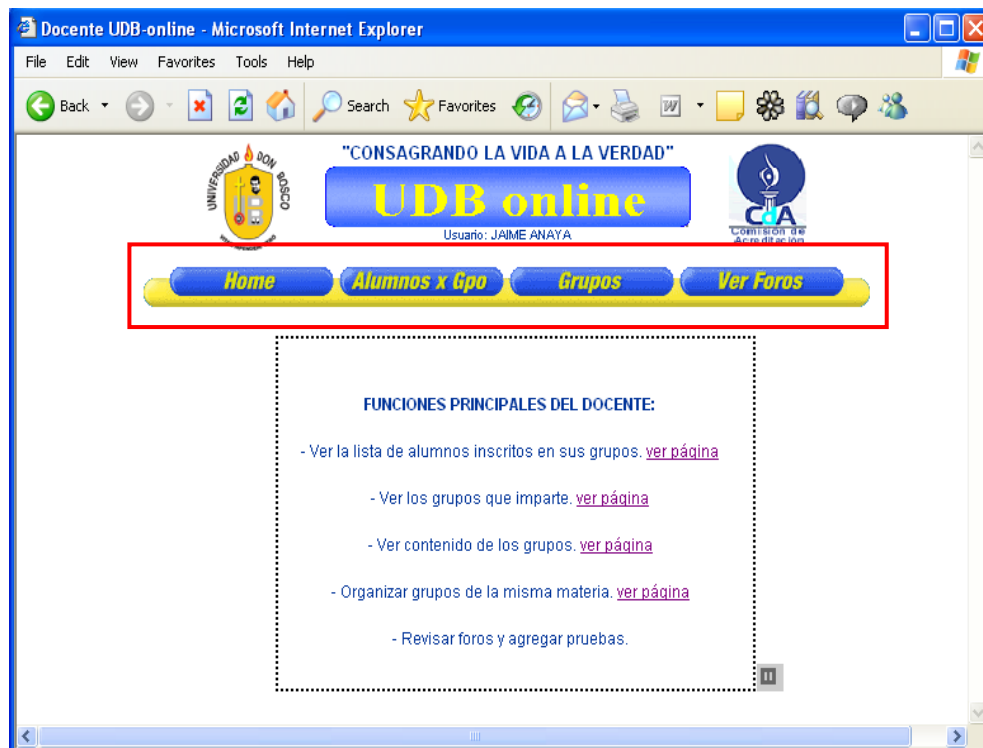 Docente UDB-online - Microsoft Internet Explorer
File Edit View Favorites Tools Help
Back Search Favorites
UNIVERSIDAD DON BOSCO
"CONSAGRANDO LA VIDA A LA VERDAD"
UDB online
Usuario: JAIME ANAYA
CdA
Comisión de
Acreditación
Home Alumnos x Gpo Grupos Ver Foros
FUNCIONES PRINCIPALES DEL DOCENTE:
- Ver la lista de alumnos inscritos en sus grupos. ver página
- Ver los grupos que imparte. ver página
- Ver contenido de los grupos. ver página
- Organizar grupos de la misma materia. ver página
- Revisar foros y agregar pruebas.